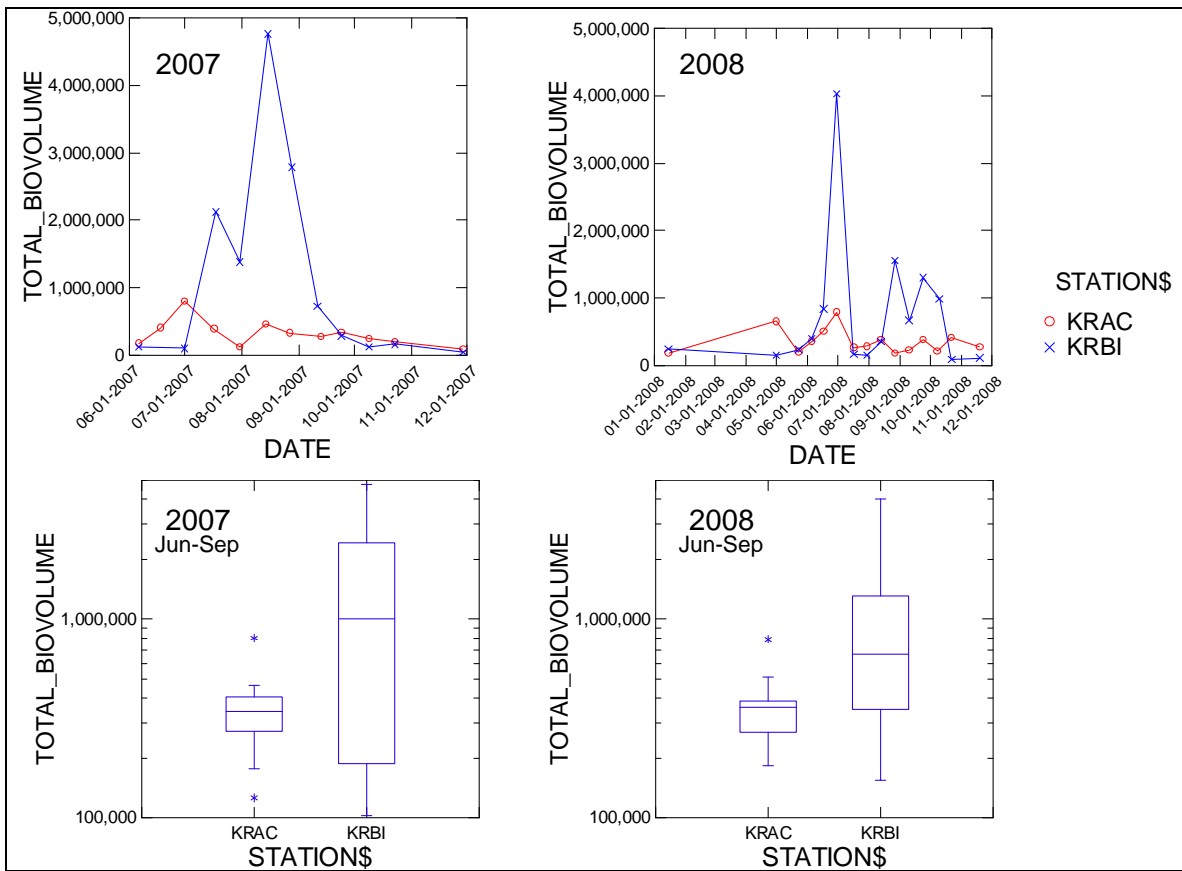 2007
TOTAL_BIOVOLUME
5,000,000
4,000,000
3,000,000
2,000,000
1,000,000
0
06-01-2007
07-01-2007
08-01-2007
09-01-2007
10-01-2007
11-01-2007
12-01-2007
DATE
2008
TOTAL_BIOVOLUME
5,000,000
4,000,000
3,000,000
2,000,000
1,000,000
0
01-01-2008
02-01-2008
03-01-2008
04-01-2008
05-01-2008
06-01-2008
07-01-2008
08-01-2008
09-01-2008
10-01-2008
11-01-2008
12-01-2008
DATE
STATION$
KRAC
KRBI
2007
Jun-Sep
TOTAL_BIOVOLUME
1,000,000
100,000
KRAC
KRBI
STATION$
2008
Jun-Sep
TOTAL_BIOVOLUME
1,000,000
100,000
KRAC
KRBI
STATION$